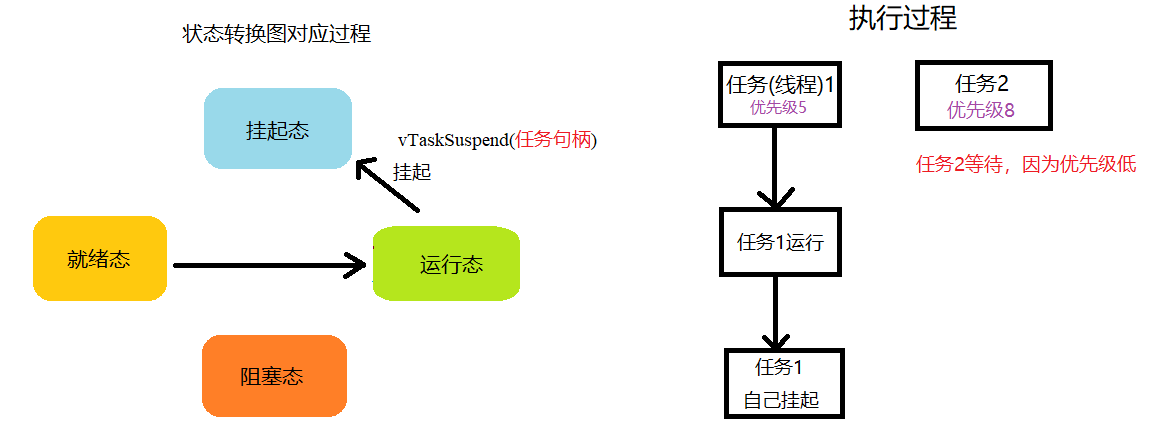 状态转换图对应过程
挂起态
vTaskSuspend(任务句柄)
挂起
就绪态
运行态
阻塞态
执行过程
任务(线程)1
优先级5
任务2
优先级8
任务2等待，因为优先级低
任务1运行
任务1
自己挂起